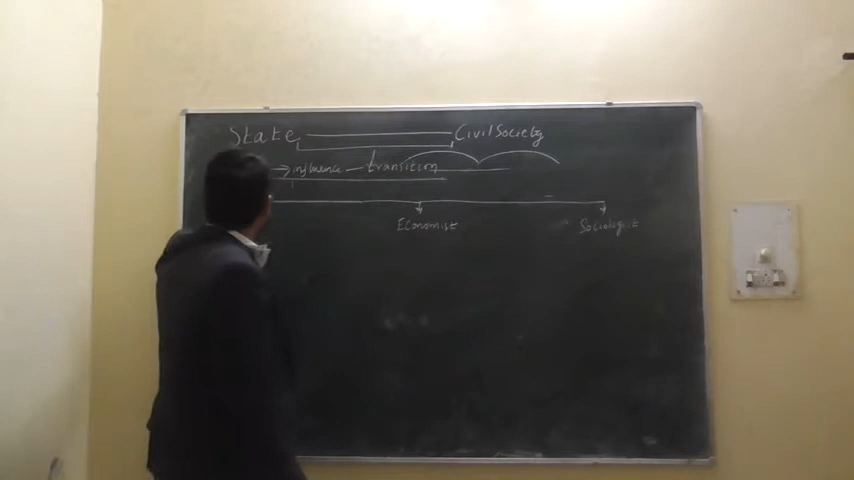 State Civil Society
influence — transition
Economist Sociologist